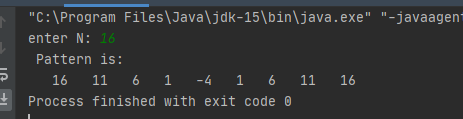 "C:\Program Files\Java\jdk-15\bin\java.exe" "-javaagent
enter N: 16
Pattern is:
16 11 6 1 -4 1 6 11 16
Process finished with exit code 0